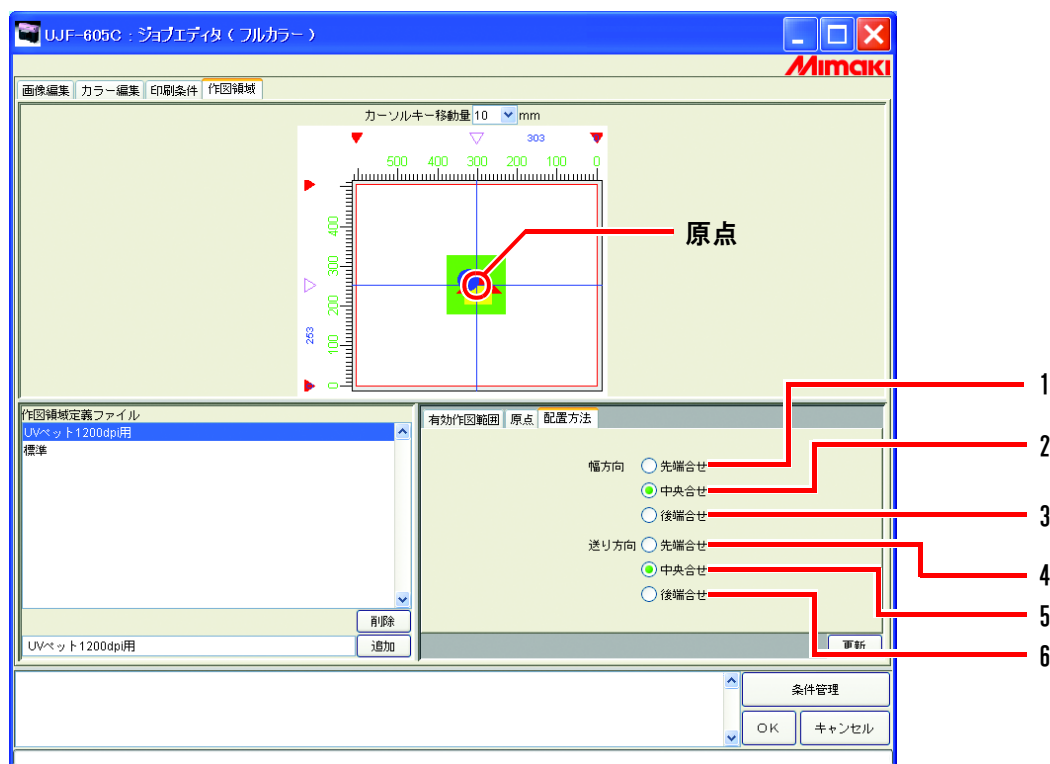 UJF-605C : ジョブエディタ ( フルカラー )
Mimaki
画像編集 カラー編集 印刷条件 作図領域
カーソルキー移動量 10 mm
303
500 400 300 200 100 0
400
300
200
100
0
253
原点
作図領域定義ファイル
UVペット1200dpi用
標準
削除
UVペット1200dpi用 追加
有効作図範囲 原点 配置方法
幅方向 先端合せ
中央合せ
後端合せ
送り方向 先端合せ
中央合せ
後端合せ
更新
1
2
3
4
5
6
条件管理
OK キャンセル